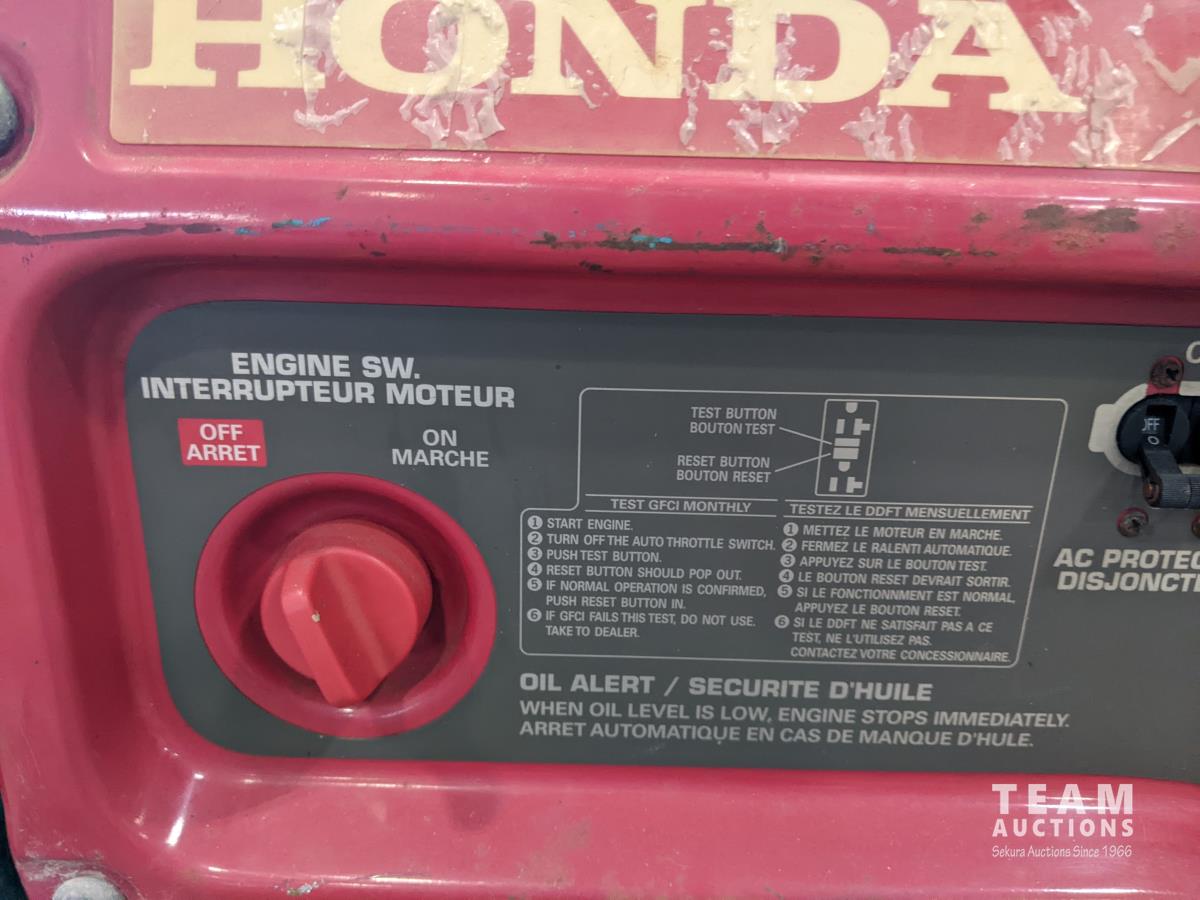 HONDA
ENGINE SW.
INTERRUPTEUR MOTEUR
OFF
ARRET
ON
MARCHE
TEST BUTTON
BOUTON TEST
RESET BUTTON
BOUTON RESET
TEST GFCI MONTHLY
1 START ENGINE.
2 TURN OFF THE AUTO THROTTLE SWITCH.
3 PUSH TEST BUTTON.
4 RESET BUTTON SHOULD POP OUT.
5 IF NORMAL OPERATION IS CONFIRMED,
PUSH RESET BUTTON IN.
6 IF GFCI FAILS THIS TEST, DO NOT USE.
TAKE TO DEALER.
TESTEZ LE DDFT MENSUELLEMENT
1 METTEZ LE MOTEUR EN MARCHE.
2 FERMEZ LE RALENTI AUTOMATIQUE.
3 APPUYEZ SUR LE BOUTON TEST.
4 LE BOUTON RESET DEVRAIT SORTIR.
5 SI LE FONCTIONNMENT EST NORMAL,
APPUYEZ LE BOUTON RESET.
6 SI LE DDFT NE SATISFAIT PAS A CE
TEST, NE L'UTILISEZ PAS.
CONTACTEZ VOTRE CONCESSIONNAIRE.
OIL ALERT / SECURITE D'HUILE
WHEN OIL LEVEL IS LOW, ENGINE STOPS IMMEDIATELY.
ARRET AUTOMATIQUE EN CAS DE MANQUE D'HULE.
OFF
AC PROTEC
DISJONCT
TEAM
AUCTIONS
Sekura Auctions Since 1966